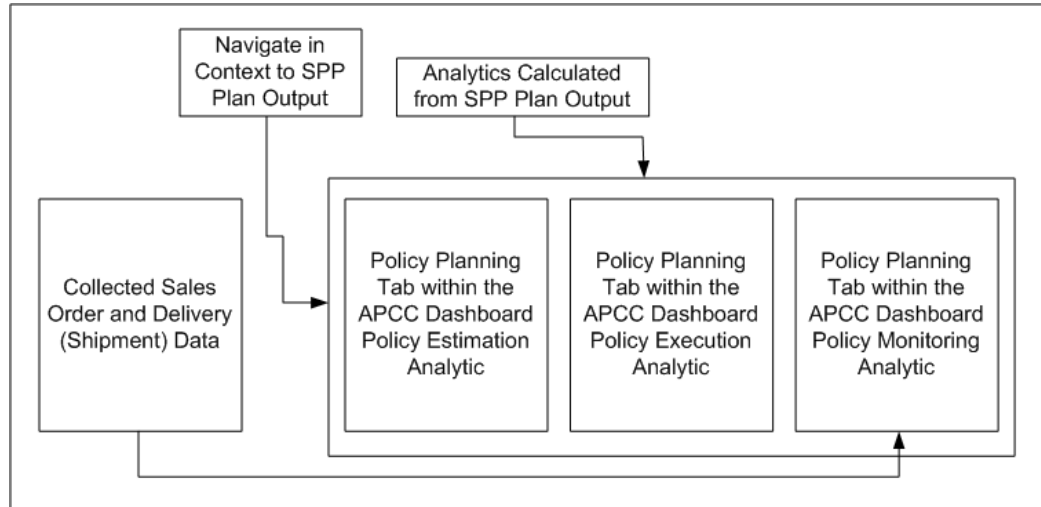 Navigate in
Context to SPP
Plan Output
Analytics Calculated
from SPP Plan Output
Collected Sales
Order and Delivery
(Shipment) Data
Policy Planning
Tab within the
APCC Dashboard
Policy Estimation
Analytic
Policy Planning
Tab within the
APCC Dashboard
Policy Execution
Analytic
Policy Planning
Tab within the
APCC Dashboard
Policy Monitoring
Analytic